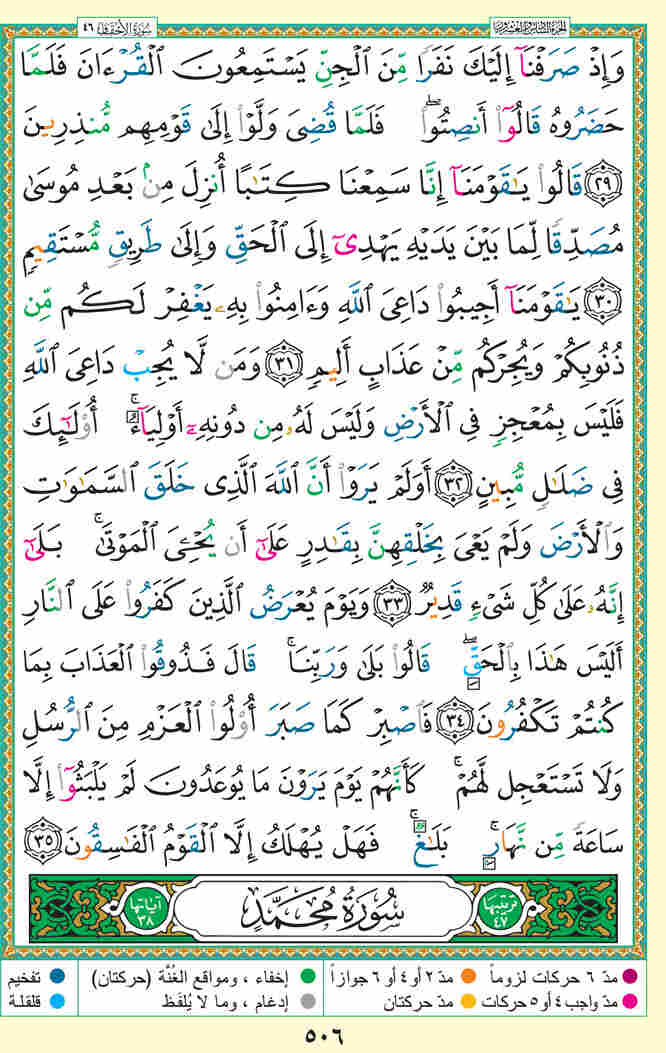 سورة الأحقاف ٤٦
الجزء السادس والعشرون
وَإِذْ صَرَفْنَآ إِلَيْكَ نَفَرًا مِّنَ ٱلْجِنِّ يَسْتَمِعُونَ ٱلْقُرْءَانَ فَلَمَّا
حَضَرُوهُ قَالُوٓا۟ أَنصِتُوا۟ ۖ فَلَمَّا قُضِىَ وَلَّوْا۟ إِلَىٰ قَوْمِهِم مُّنذِرِينَ
٢٩ قَالُوا۟ يَـٰقَوْمَنَآ إِنَّا سَمِعْنَا كِتَـٰبًا أُنزِلَ مِنۢ بَعْدِ مُوسَىٰ
مُصَدِّقًا لِّمَا بَيْنَ يَدَيْهِ يَهْدِىٓ إِلَى ٱلْحَقِّ وَإِلَىٰ طَرِيقٍ مُّسْتَقِيمٍ
٣٠ يَـٰقَوْمَنَآ أَجِيبُوا۟ دَاعِىَ ٱللَّهِ وَءَامِنُوا۟ بِهِۦ يَغْفِرْ لَكُم مِّن
ذُنُوبِكُمْ وَيُجِرْكُم مِّنْ عَذَابٍ أَلِيمٍ ٣١ وَمَن لَّا يُجِبْ دَاعِىَ ٱللَّهِ
فَلَيْسَ بِمُعْجِزٍ فِى ٱلْأَرْضِ وَلَيْسَ لَهُۥ مِن دُونِهِۦٓ أَوْلِيَآءُ ۚ أُو۟لَـٰٓئِكَ
فِى ضَلَـٰلٍ مُّبِينٍ ٣٢ أَوَلَمْ يَرَوْا۟ أَنَّ ٱللَّهَ ٱلَّذِى خَلَقَ ٱلسَّمَـٰوَٰتِ
وَٱلْأَرْضَ وَلَمْ يَعْىَ بِخَلْقِهِنَّ بِقَـٰدِرٍ عَلَىٰٓ أَن يُحْـِۧىَ ٱلْمَوْتَىٰ ۚ بَلَىٰٓ
إِنَّهُۥ عَلَىٰ كُلِّ شَىْءٍ قَدِيرٌ ٣٣ وَيَوْمَ يُعْرَضُ ٱلَّذِينَ كَفَرُوا۟ عَلَى ٱلنَّارِ
أَلَيْسَ هَـٰذَا بِٱلْحَقِّ ۖ قَالُوا۟ بَلَىٰ وَرَبِّنَا ۚ قَالَ فَذُوقُوا۟ ٱلْعَذَابَ بِمَا
كُنتُمْ تَكْفُرُونَ ٣٤ فَٱصْبِرْ كَمَا صَبَرَ أُو۟لُوا۟ ٱلْعَزْمِ مِنَ ٱلرُّسُلِ
وَلَا تَسْتَعْجِل لَّهُمْ ۚ كَأَنَّهُمْ يَوْمَ يَرَوْنَ مَا يُوعَدُونَ لَمْ يَلْبَثُوٓا۟ إِلَّا
سَاعَةً مِّن نَّهَارٍۭ ۚ بَلَـٰغٌ ۚ فَهَلْ يُهْلَكُ إِلَّا ٱلْقَوْمُ ٱلْفَـٰسِقُونَ ٣٥
ترتيبها ٤٧
سُورَةُ مُحَمَّدٍ
آياتها ٣٨
مدّ ٦ حركات لزوماً
مدّ ٢ أو ٤ أو ٦ جوازاً
إخفاء ، ومواقع الغُنَّة (حركتان)
تفخيم
مدّ واجب ٤ أو ٥ حركات
مدّ حركتان
إدغام ، وما لا يُلفَظ
قلقلة
٥٠٦